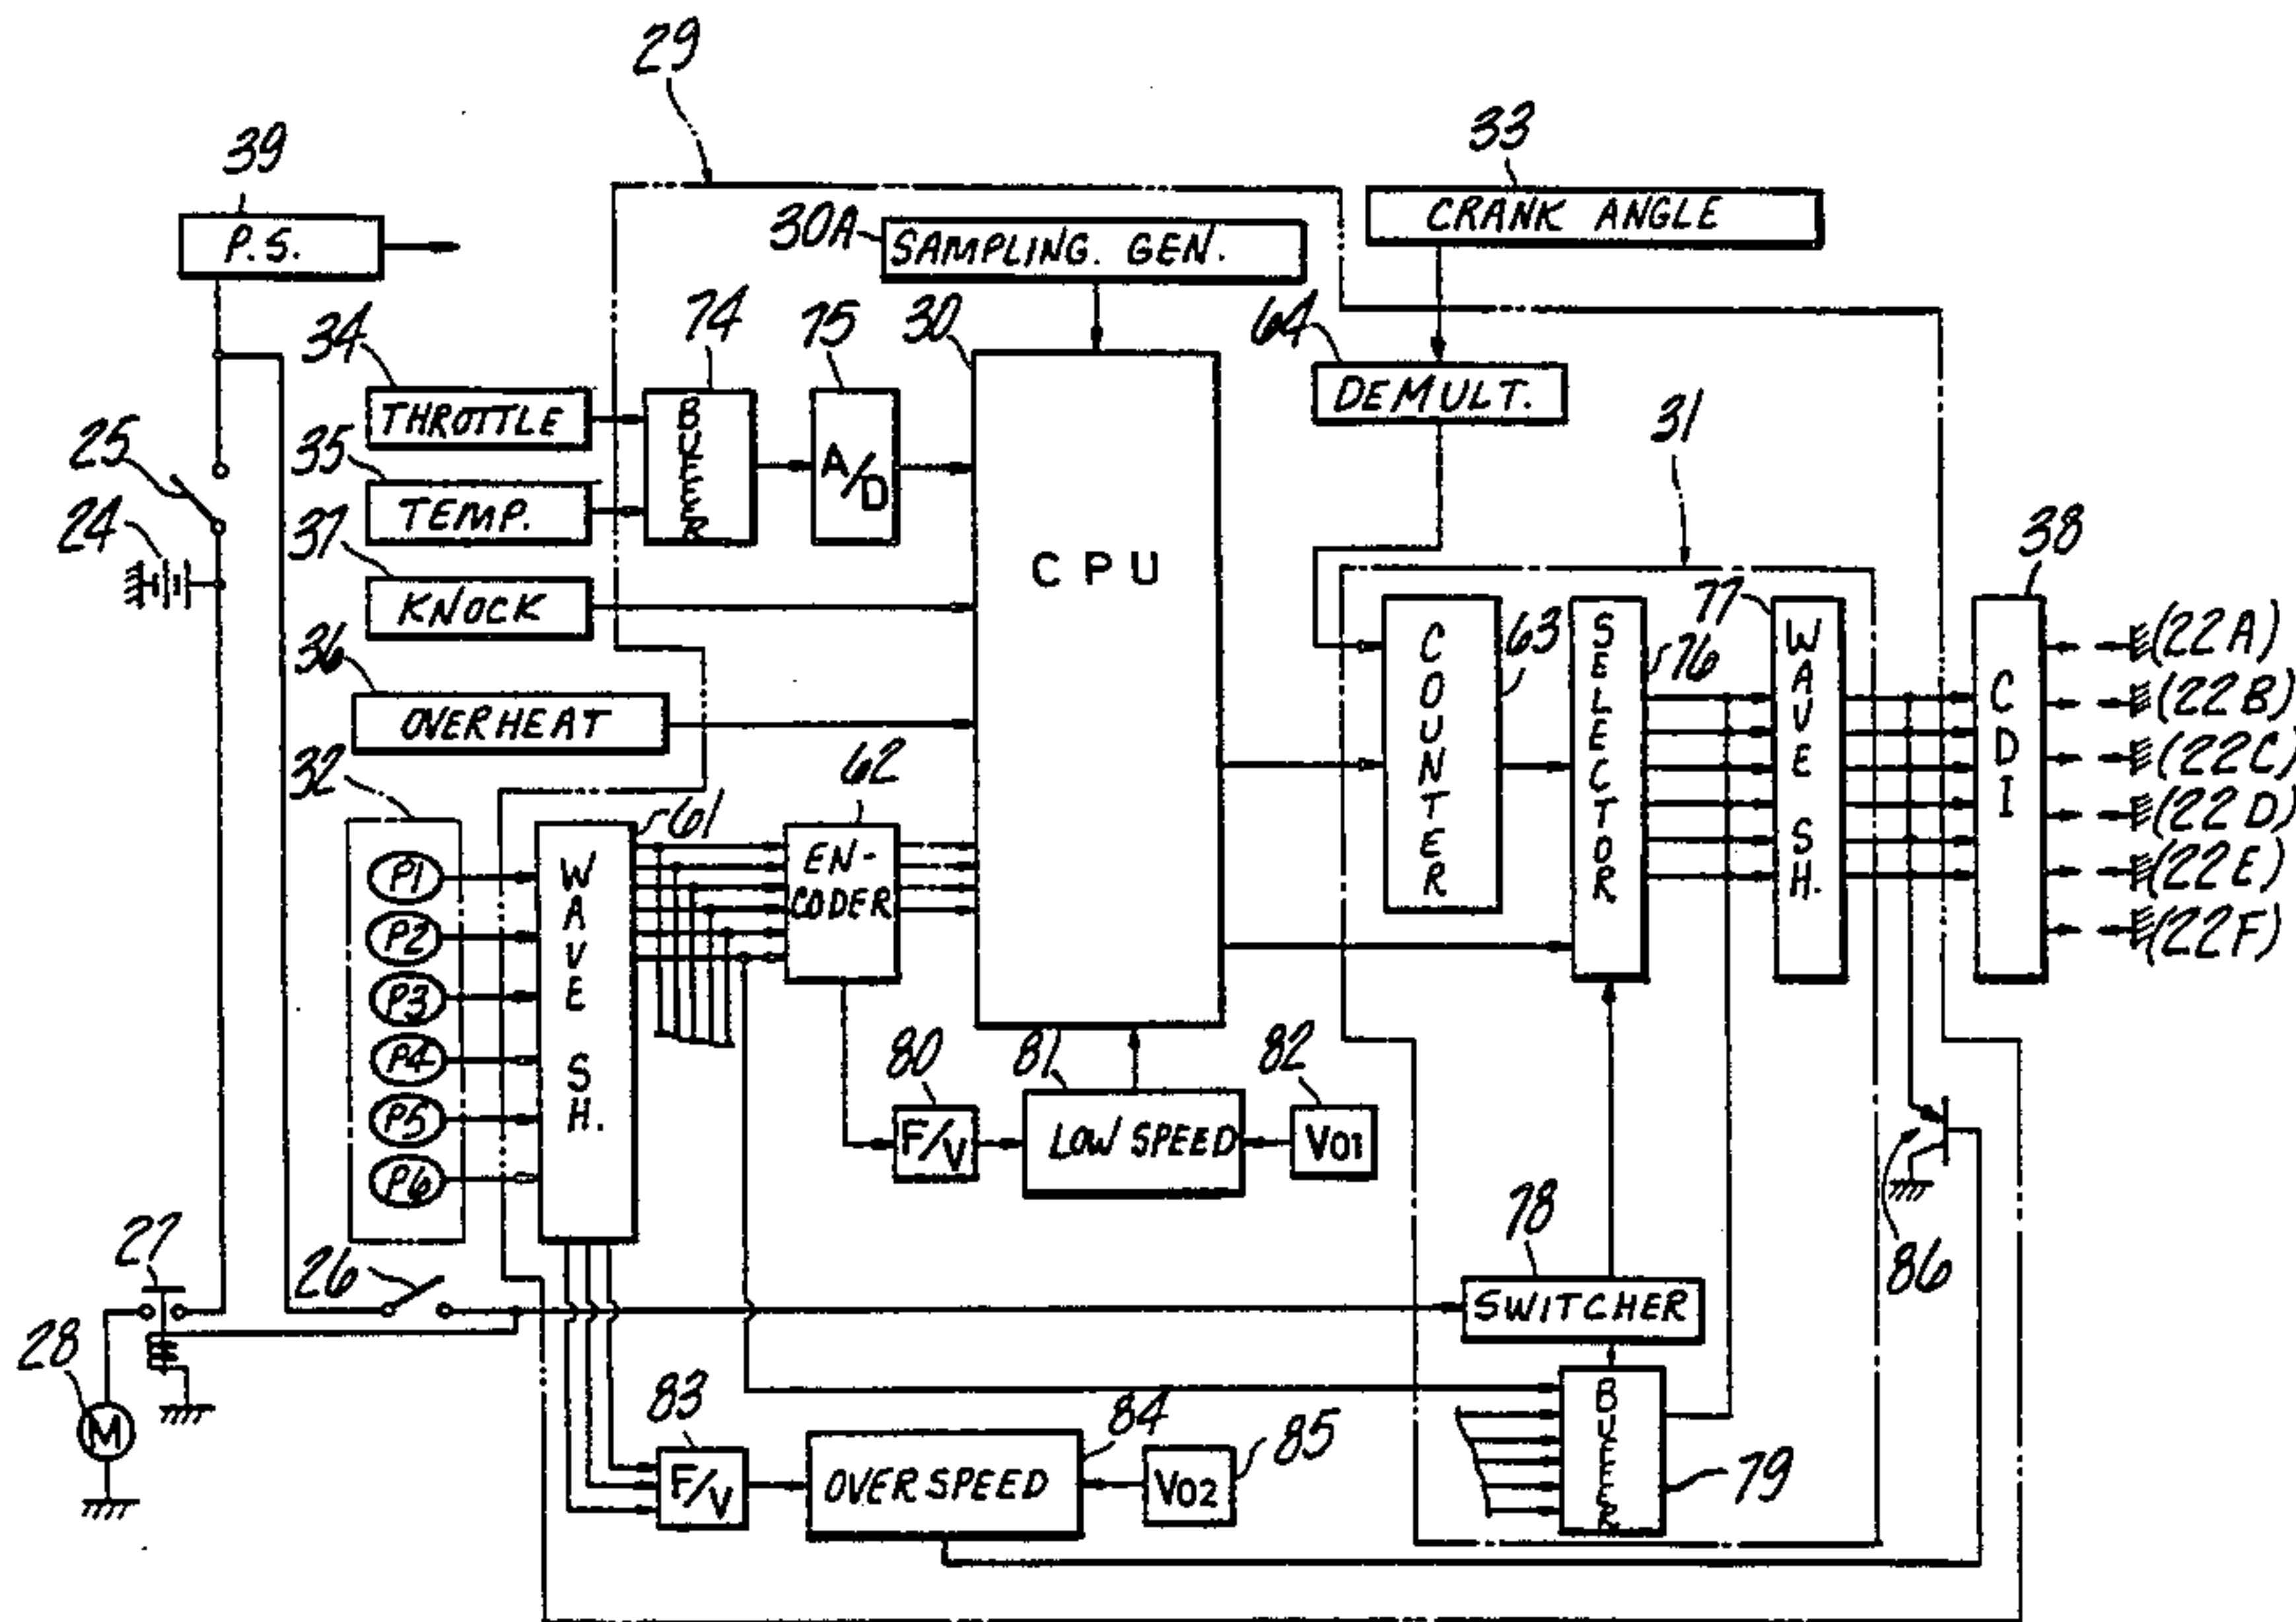 29
39
33
P.S.
30A
SAMPLING. GEN.
CRANK ANGLE
34
74
75
30
64
THROTTLE
BUFFER
A/D
DEMULT.
31
25
35
TEMP.
24
37
KNOCK
CPU
38
36
OVERHEAT
COUNTER
63
SELECTOR
76
77
WAVE SH.
CDI
(22A)
(22B)
(22C)
(22D)
(22E)
(22F)
32
61
62
WAVE SH.
EN-
CODER
P1
P2
P3
P4
P5
P6
80
81
82
F/V
LOW SPEED
V01
86
27
26
78
SWITCHER
28
M
83
84
85
BUFFER
79
F/V
OVER SPEED
V02